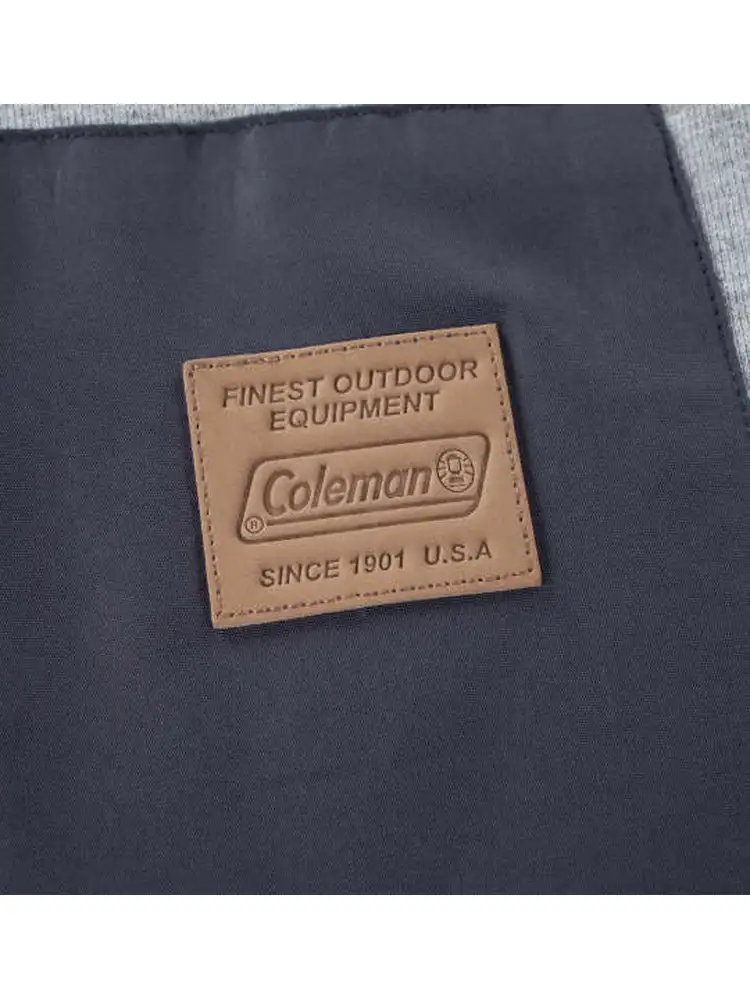 FINEST OUTDOOR
EQUIPMENT
Coleman
®
SINCE 1901 U.S.A